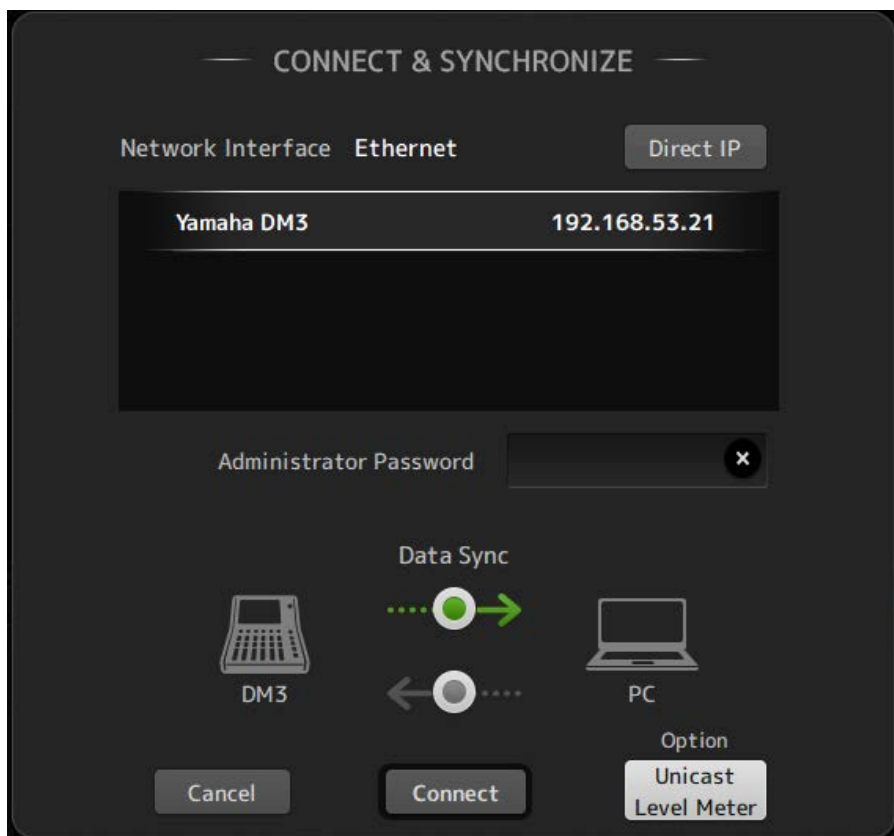 CONNECT & SYNCHRONIZE
Network Interface Ethernet Direct IP
Yamaha DM3 192.168.53.21
Administrator Password
Data Sync
DM3 PC
Option
Cancel Connect Unicast
Level Meter